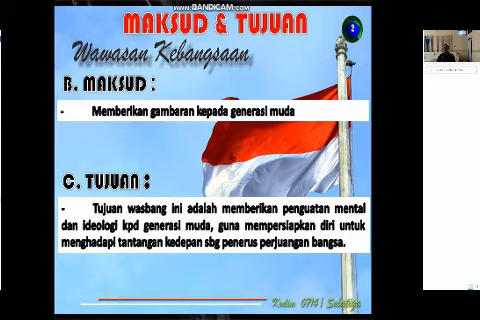 www.BANDICAM.com
MAKSUD & TUJUAN
2
Wawasan Kebangsaan
B. MAKSUD :
- Memberikan gambaran kepada generasi muda
C. TUJUAN :
- Tujuan wasbang ini adalah memberikan penguatan mental
dan ideologi kpd generasi muda, guna mempersiapkan diri untuk
menghadapi tantangan kedepan sbg penerus perjuangan bangsa.
Kodim 0714 / Salatiga